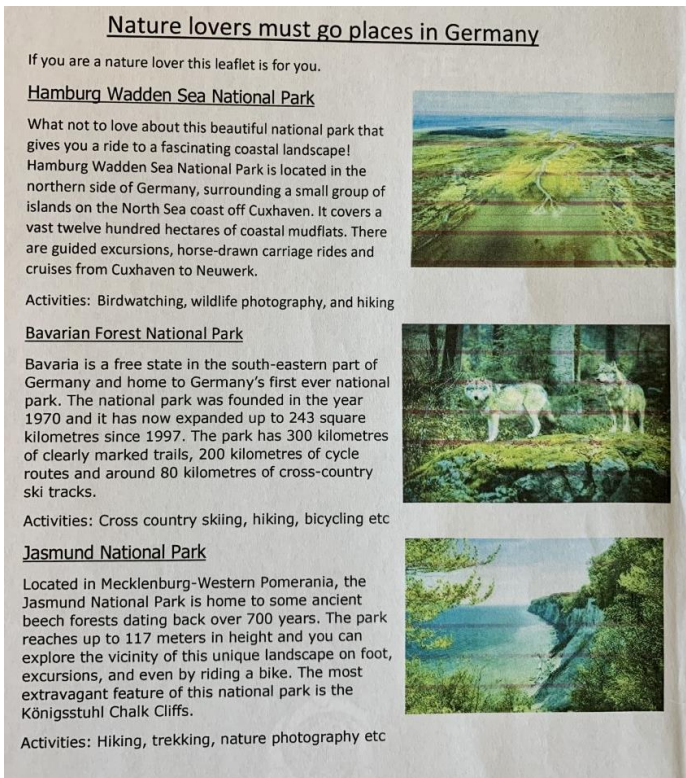 Nature lovers must go places in Germany
If you are a nature lover this leaflet is for you.
Hamburg Wadden Sea National Park
What not to love about this beautiful national park that
gives you a ride to a fascinating coastal landscape!
Hamburg Wadden Sea National Park is located in the
northern side of Germany, surrounding a small group of
islands on the North Sea coast off Cuxhaven. It covers a
vast twelve hundred hectares of coastal mudflats. There
are guided excursions, horse-drawn carriage rides and
cruises from Cuxhaven to Neuwerk.
Activities: Birdwatching, wildlife photography, and hiking
Bavarian Forest National Park
Bavaria is a free state in the south-eastern part of
Germany and home to Germany's first ever national
park. The national park was founded in the year
1970 and it has now expanded up to 243 square
kilometres since 1997. The park has 300 kilometres
of clearly marked trails, 200 kilometres of cycle
routes and around 80 kilometres of cross-country
ski tracks.
Activities: Cross country skiing, hiking, bicycling etc
Jasmund National Park
Located in Mecklenburg-Western Pomerania, the
Jasmund National Park is home to some ancient
beech forests dating back over 700 years. The park
reaches up to 117 meters in height and you can
explore the vicinity of this unique landscape on foot,
excursions, and even by riding a bike. The most
extravagant feature of this national park is the
Königsstuhl Chalk Cliffs.
Activities: Hiking, trekking, nature photography etc